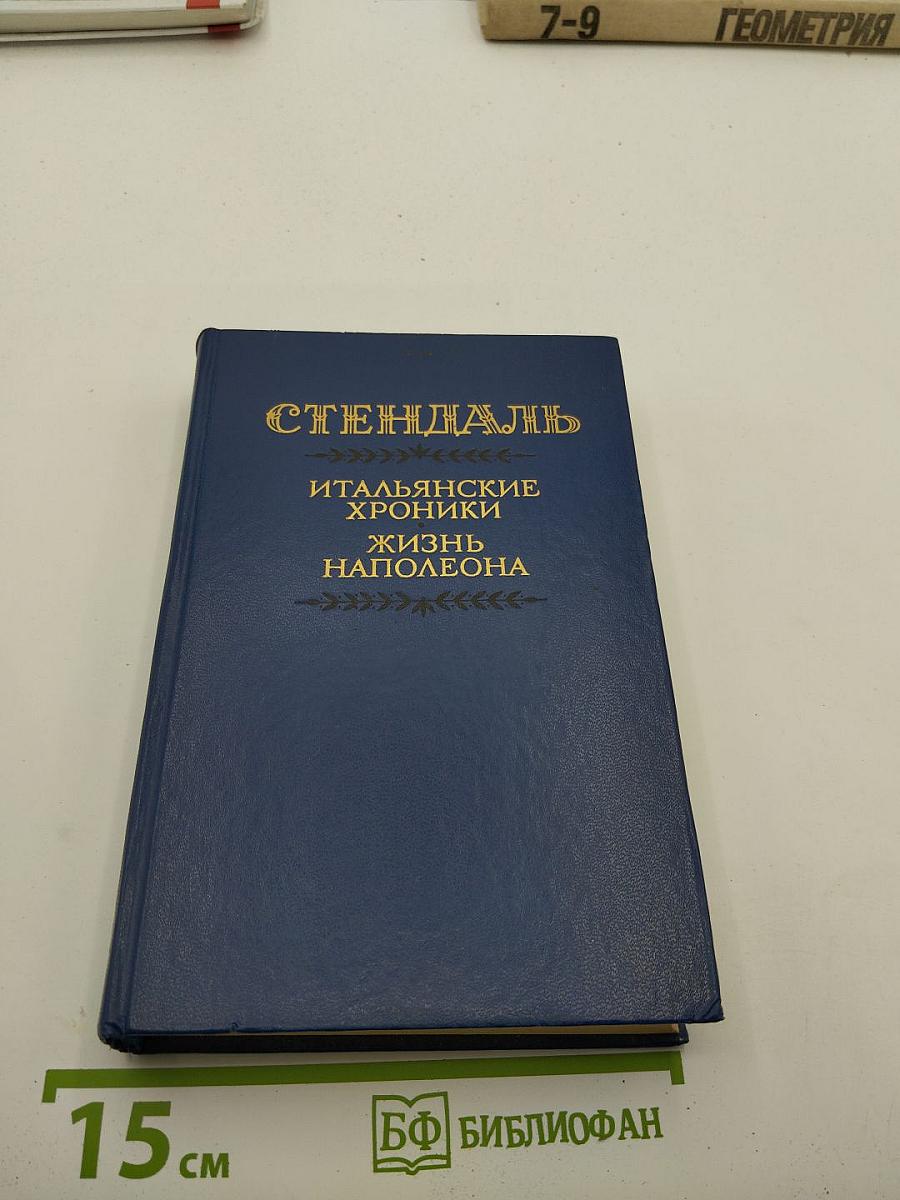 7-9 ГЕОМЕТРИЯ
СТЕНДАЛЬ
ИТАЛЬЯНСКИЕ
ХРОНИКИ
ЖИЗНЬ
НАПОЛЕОНА
15 см
БФ БИБЛИОФАН